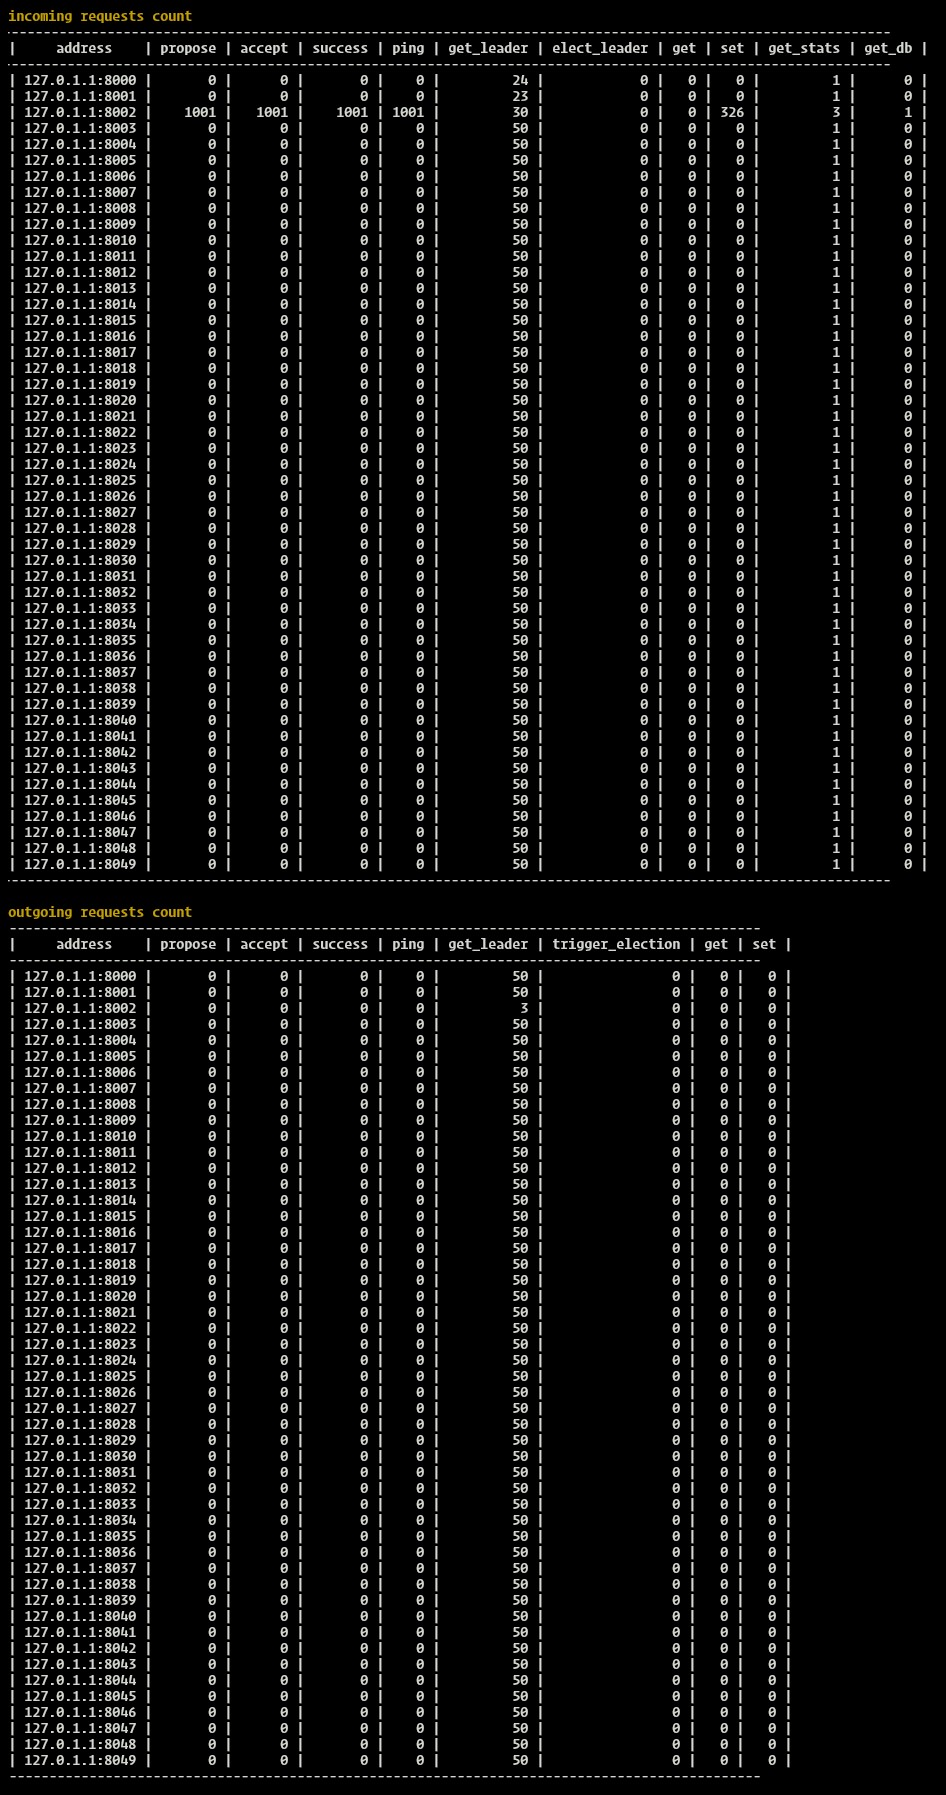 incoming requests count
-----------------------------------------------------------------------------------------------------------------
|     address    | propose | accept | success | ping | get_leader | elect_leader | get | set | get_stats | get_db |
-----------------------------------------------------------------------------------------------------------------
| 127.0.1.1:8000 |       0 |      0 |       0 |    0 |         24 |            0 |   0 |   0 |         1 |      0 |
| 127.0.1.1:8001 |       0 |      0 |       0 |    0 |         23 |            0 |   0 |   0 |         1 |      0 |
| 127.0.1.1:8002 |    1001 |   1001 |    1001 | 1001 |         30 |            0 |   0 | 326 |         3 |      1 |
| 127.0.1.1:8003 |       0 |      0 |       0 |    0 |         50 |            0 |   0 |   0 |         1 |      0 |
| 127.0.1.1:8004 |       0 |      0 |       0 |    0 |         50 |            0 |   0 |   0 |         1 |      0 |
| 127.0.1.1:8005 |       0 |      0 |       0 |    0 |         50 |            0 |   0 |   0 |         1 |      0 |
| 127.0.1.1:8006 |       0 |      0 |       0 |    0 |         50 |            0 |   0 |   0 |         1 |      0 |
| 127.0.1.1:8007 |       0 |      0 |       0 |    0 |         50 |            0 |   0 |   0 |         1 |      0 |
| 127.0.1.1:8008 |       0 |      0 |       0 |    0 |         50 |            0 |   0 |   0 |         1 |      0 |
| 127.0.1.1:8009 |       0 |      0 |       0 |    0 |         50 |            0 |   0 |   0 |         1 |      0 |
| 127.0.1.1:8010 |       0 |      0 |       0 |    0 |         50 |            0 |   0 |   0 |         1 |      0 |
| 127.0.1.1:8011 |       0 |      0 |       0 |    0 |         50 |            0 |   0 |   0 |         1 |      0 |
| 127.0.1.1:8012 |       0 |      0 |       0 |    0 |         50 |            0 |   0 |   0 |         1 |      0 |
| 127.0.1.1:8013 |       0 |      0 |       0 |    0 |         50 |            0 |   0 |   0 |         1 |      0 |
| 127.0.1.1:8014 |       0 |      0 |       0 |    0 |         50 |            0 |   0 |   0 |         1 |      0 |
| 127.0.1.1:8015 |       0 |      0 |       0 |    0 |         50 |            0 |   0 |   0 |         1 |      0 |
| 127.0.1.1:8016 |       0 |      0 |       0 |    0 |         50 |            0 |   0 |   0 |         1 |      0 |
| 127.0.1.1:8017 |       0 |      0 |       0 |    0 |         50 |            0 |   0 |   0 |         1 |      0 |
| 127.0.1.1:8018 |       0 |      0 |       0 |    0 |         50 |            0 |   0 |   0 |         1 |      0 |
| 127.0.1.1:8019 |       0 |      0 |       0 |    0 |         50 |            0 |   0 |   0 |         1 |      0 |
| 127.0.1.1:8020 |       0 |      0 |       0 |    0 |         50 |            0 |   0 |   0 |         1 |      0 |
| 127.0.1.1:8021 |       0 |      0 |       0 |    0 |         50 |            0 |   0 |   0 |         1 |      0 |
| 127.0.1.1:8022 |       0 |      0 |       0 |    0 |         50 |            0 |   0 |   0 |         1 |      0 |
| 127.0.1.1:8023 |       0 |      0 |       0 |    0 |         50 |            0 |   0 |   0 |         1 |      0 |
| 127.0.1.1:8024 |       0 |      0 |       0 |    0 |         50 |            0 |   0 |   0 |         1 |      0 |
| 127.0.1.1:8025 |       0 |      0 |       0 |    0 |         50 |            0 |   0 |   0 |         1 |      0 |
| 127.0.1.1:8026 |       0 |      0 |       0 |    0 |         50 |            0 |   0 |   0 |         1 |      0 |
| 127.0.1.1:8027 |       0 |      0 |       0 |    0 |         50 |            0 |   0 |   0 |         1 |      0 |
| 127.0.1.1:8028 |       0 |      0 |       0 |    0 |         50 |            0 |   0 |   0 |         1 |      0 |
| 127.0.1.1:8029 |       0 |      0 |       0 |    0 |         50 |            0 |   0 |   0 |         1 |      0 |
| 127.0.1.1:8030 |       0 |      0 |       0 |    0 |         50 |            0 |   0 |   0 |         1 |      0 |
| 127.0.1.1:8031 |       0 |      0 |       0 |    0 |         50 |            0 |   0 |   0 |         1 |      0 |
| 127.0.1.1:8032 |       0 |      0 |       0 |    0 |         50 |            0 |   0 |   0 |         1 |      0 |
| 127.0.1.1:8033 |       0 |      0 |       0 |    0 |         50 |            0 |   0 |   0 |         1 |      0 |
| 127.0.1.1:8034 |       0 |      0 |       0 |    0 |         50 |            0 |   0 |   0 |         1 |      0 |
| 127.0.1.1:8035 |       0 |      0 |       0 |    0 |         50 |            0 |   0 |   0 |         1 |      0 |
| 127.0.1.1:8036 |       0 |      0 |       0 |    0 |         50 |            0 |   0 |   0 |         1 |      0 |
| 127.0.1.1:8037 |       0 |      0 |       0 |    0 |         50 |            0 |   0 |   0 |         1 |      0 |
| 127.0.1.1:8038 |       0 |      0 |       0 |    0 |         50 |            0 |   0 |   0 |         1 |      0 |
| 127.0.1.1:8039 |       0 |      0 |       0 |    0 |         50 |            0 |   0 |   0 |         1 |      0 |
| 127.0.1.1:8040 |       0 |      0 |       0 |    0 |         50 |            0 |   0 |   0 |         1 |      0 |
| 127.0.1.1:8041 |       0 |      0 |       0 |    0 |         50 |            0 |   0 |   0 |         1 |      0 |
| 127.0.1.1:8042 |       0 |      0 |       0 |    0 |         50 |            0 |   0 |   0 |         1 |      0 |
| 127.0.1.1:8043 |       0 |      0 |       0 |    0 |         50 |            0 |   0 |   0 |         1 |      0 |
| 127.0.1.1:8044 |       0 |      0 |       0 |    0 |         50 |            0 |   0 |   0 |         1 |      0 |
| 127.0.1.1:8045 |       0 |      0 |       0 |    0 |         50 |            0 |   0 |   0 |         1 |      0 |
| 127.0.1.1:8046 |       0 |      0 |       0 |    0 |         50 |            0 |   0 |   0 |         1 |      0 |
| 127.0.1.1:8047 |       0 |      0 |       0 |    0 |         50 |            0 |   0 |   0 |         1 |      0 |
| 127.0.1.1:8048 |       0 |      0 |       0 |    0 |         50 |            0 |   0 |   0 |         1 |      0 |
| 127.0.1.1:8049 |       0 |      0 |       0 |    0 |         50 |            0 |   0 |   0 |         1 |      0 |
-----------------------------------------------------------------------------------------------------------------
outgoing requests count
-------------------------------------------------------------------------------------------------
|     address    | propose | accept | success | ping | get_leader | trigger_election | get | set |
----------------------------------------------------------------------------------------------
| 127.0.1.1:8000 |       0 |      0 |       0 |    0 |         50 |                0 |   0 |   0 |
| 127.0.1.1:8001 |       0 |      0 |       0 |    0 |         50 |                0 |   0 |   0 |
| 127.0.1.1:8002 |       0 |      0 |       0 |    0 |          3 |                0 |   0 |   0 |
| 127.0.1.1:8003 |       0 |      0 |       0 |    0 |         50 |                0 |   0 |   0 |
| 127.0.1.1:8004 |       0 |      0 |       0 |    0 |         50 |                0 |   0 |   0 |
| 127.0.1.1:8005 |       0 |      0 |       0 |    0 |         50 |                0 |   0 |   0 |
| 127.0.1.1:8006 |       0 |      0 |       0 |    0 |         50 |                0 |   0 |   0 |
| 127.0.1.1:8007 |       0 |      0 |       0 |    0 |         50 |                0 |   0 |   0 |
| 127.0.1.1:8008 |       0 |      0 |       0 |    0 |         50 |                0 |   0 |   0 |
| 127.0.1.1:8009 |       0 |      0 |       0 |    0 |         50 |                0 |   0 |   0 |
| 127.0.1.1:8010 |       0 |      0 |       0 |    0 |         50 |                0 |   0 |   0 |
| 127.0.1.1:8011 |       0 |      0 |       0 |    0 |         50 |                0 |   0 |   0 |
| 127.0.1.1:8012 |       0 |      0 |       0 |    0 |         50 |                0 |   0 |   0 |
| 127.0.1.1:8013 |       0 |      0 |       0 |    0 |         50 |                0 |   0 |   0 |
| 127.0.1.1:8014 |       0 |      0 |       0 |    0 |         50 |                0 |   0 |   0 |
| 127.0.1.1:8015 |       0 |      0 |       0 |    0 |         50 |                0 |   0 |   0 |
| 127.0.1.1:8016 |       0 |      0 |       0 |    0 |         50 |                0 |   0 |   0 |
| 127.0.1.1:8017 |       0 |      0 |       0 |    0 |         50 |                0 |   0 |   0 |
| 127.0.1.1:8018 |       0 |      0 |       0 |    0 |         50 |                0 |   0 |   0 |
| 127.0.1.1:8019 |       0 |      0 |       0 |    0 |         50 |                0 |   0 |   0 |
| 127.0.1.1:8020 |       0 |      0 |       0 |    0 |         50 |                0 |   0 |   0 |
| 127.0.1.1:8021 |       0 |      0 |       0 |    0 |         50 |                0 |   0 |   0 |
| 127.0.1.1:8022 |       0 |      0 |       0 |    0 |         50 |                0 |   0 |   0 |
| 127.0.1.1:8023 |       0 |      0 |       0 |    0 |         50 |                0 |   0 |   0 |
| 127.0.1.1:8024 |       0 |      0 |       0 |    0 |         50 |                0 |   0 |   0 |
| 127.0.1.1:8025 |       0 |      0 |       0 |    0 |         50 |                0 |   0 |   0 |
| 127.0.1.1:8026 |       0 |      0 |       0 |    0 |         50 |                0 |   0 |   0 |
| 127.0.1.1:8027 |       0 |      0 |       0 |    0 |         50 |                0 |   0 |   0 |
| 127.0.1.1:8028 |       0 |      0 |       0 |    0 |         50 |                0 |   0 |   0 |
| 127.0.1.1:8029 |       0 |      0 |       0 |    0 |         50 |                0 |   0 |   0 |
| 127.0.1.1:8030 |       0 |      0 |       0 |    0 |         50 |                0 |   0 |   0 |
| 127.0.1.1:8031 |       0 |      0 |       0 |    0 |         50 |                0 |   0 |   0 |
| 127.0.1.1:8032 |       0 |      0 |       0 |    0 |         50 |                0 |   0 |   0 |
| 127.0.1.1:8033 |       0 |      0 |       0 |    0 |         50 |                0 |   0 |   0 |
| 127.0.1.1:8034 |       0 |      0 |       0 |    0 |         50 |                0 |   0 |   0 |
| 127.0.1.1:8035 |       0 |      0 |       0 |    0 |         50 |                0 |   0 |   0 |
| 127.0.1.1:8036 |       0 |      0 |       0 |    0 |         50 |                0 |   0 |   0 |
| 127.0.1.1:8037 |       0 |      0 |       0 |    0 |         50 |                0 |   0 |   0 |
| 127.0.1.1:8038 |       0 |      0 |       0 |    0 |         50 |                0 |   0 |   0 |
| 127.0.1.1:8039 |       0 |      0 |       0 |    0 |         50 |                0 |   0 |   0 |
| 127.0.1.1:8040 |       0 |      0 |       0 |    0 |         50 |                0 |   0 |   0 |
| 127.0.1.1:8041 |       0 |      0 |       0 |    0 |         50 |                0 |   0 |   0 |
| 127.0.1.1:8042 |       0 |      0 |       0 |    0 |         50 |                0 |   0 |   0 |
| 127.0.1.1:8043 |       0 |      0 |       0 |    0 |         50 |                0 |   0 |   0 |
| 127.0.1.1:8044 |       0 |      0 |       0 |    0 |         50 |                0 |   0 |   0 |
| 127.0.1.1:8045 |       0 |      0 |       0 |    0 |         50 |                0 |   0 |   0 |
| 127.0.1.1:8046 |       0 |      0 |       0 |    0 |         50 |                0 |   0 |   0 |
| 127.0.1.1:8047 |       0 |      0 |       0 |    0 |         50 |                0 |   0 |   0 |
| 127.0.1.1:8048 |       0 |      0 |       0 |    0 |         50 |                0 |   0 |   0 |
| 127.0.1.1:8049 |       0 |      0 |       0 |    0 |         50 |                0 |   0 |   0 |
----------------------------------------------------------------------------------------------